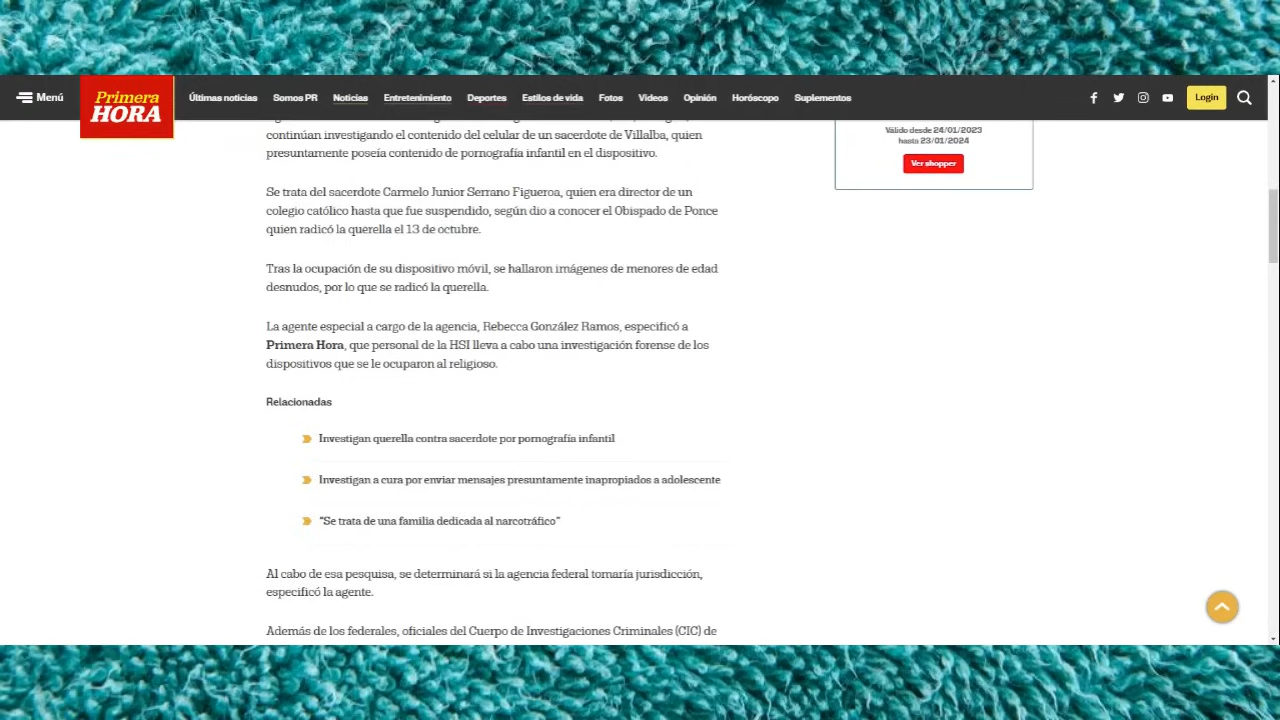 Menú
Primera
HORA
Últimas noticias
Somos PR
Noticias
Entretenimiento
Deportes
Estilos de vida
Fotos
Videos
Opinión
Horóscopo
Suplementos
Login
continúan investigando el contenido del celular de un sacerdote de Villalba, quien
presuntamente poseía contenido de pornografía infantil en el dispositivo.
Se trata del sacerdote Carmelo Junior Serrano Figueroa, quien era director de un
colegio católico hasta que fue suspendido, según dio a conocer el Obispado de Ponce
quien radicó la querella el 13 de octubre.
Tras la ocupación de su dispositivo móvil, se hallaron imágenes de menores de edad
desnudos, por lo que se radicó la querella.
La agente especial a cargo de la agencia, Rebecca González Ramos, especificó a
Primera Hora, que personal de la HSI lleva a cabo una investigación forense de los
dispositivos que se le ocuparon al religioso.
Relacionadas
Investigan querella contra sacerdote por pornografía infantil
Investigan a cura por enviar mensajes presuntamente inapropiados a adolescente
"Se trata de una familia dedicada al narcotráfico"
Al cabo de esa pesquisa, se determinará si la agencia federal tomaría jurisdicción,
especificó la agente.
Además de los federales, oficiales del Cuerpo de Investigaciones Criminales (CIC) de
Válido desde 24/01/2023
hasta 23/01/2024
Ver shopper